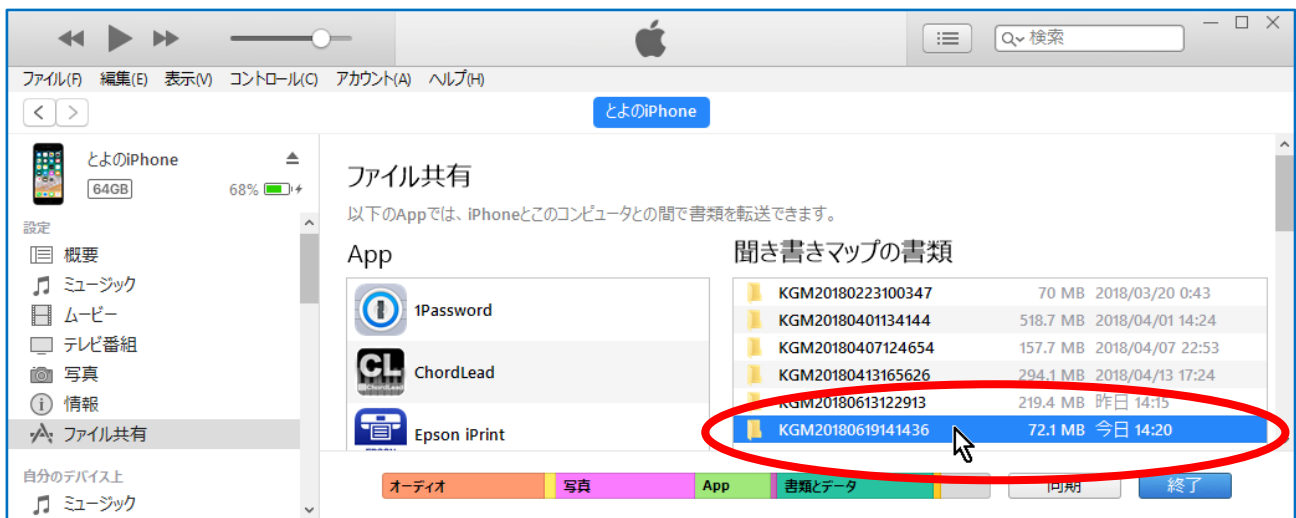 検索
ファイル(F) 編集(E) 表示(V) コントロール(C) アカウント(A) ヘルプ(H)
とよのiPhone
とよのiPhone
64GB 68%
設定
概要
ミュージック
ムービー
テレビ番組
写真
情報
ファイル共有
自分のデバイス上
ミュージック
ファイル共有
以下のAppでは、iPhoneとこのコンピュータとの間で書類を転送できます。
App
1Password
CL
ChordLead
ChordLead
Epson iPrint
聞き書きマップの書類
KGM20180223100347 70 MB 2018/03/20 0:43
KGM20180401134144 518.7 MB 2018/04/01 14:24
KGM20180407124654 157.7 MB 2018/04/07 22:53
KGM20180413165626 294.1 MB 2018/04/13 17:24
KGM20180613122913 219.4 MB 昨日 14:15
KGM20180619141436 72.1 MB 今日 14:20
オーディオ 写真 App 書類とデータ 同期 終了